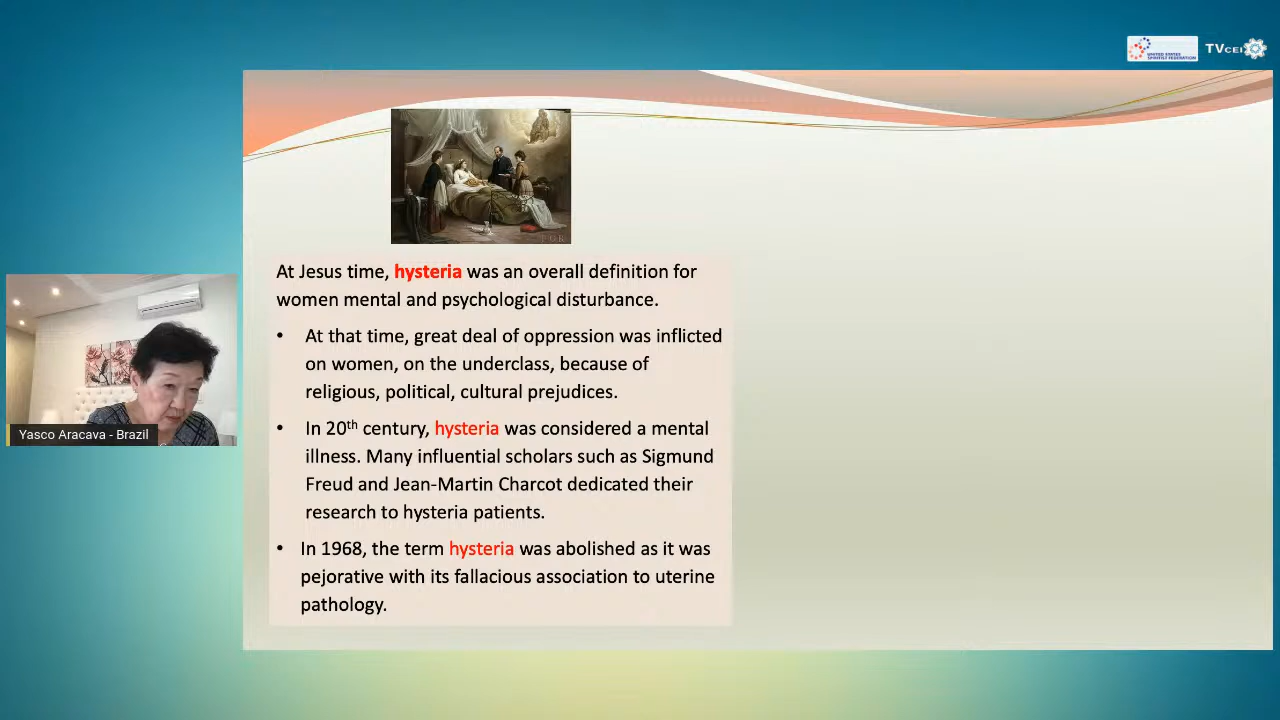 UNITED STATES
SPIRITIST FEDERATION
TVCEI
At Jesus time, hysteria was an overall definition for
women mental and psychological disturbance.
• At that time, great deal of oppression was inflicted
on women, on the underclass, because of
religious, political, cultural prejudices.
• In 20th century, hysteria was considered a mental
illness. Many influential scholars such as Sigmund
Freud and Jean-Martin Charcot dedicated their
research to hysteria patients.
• In 1968, the term hysteria was abolished as it was
pejorative with its fallacious association to uterine
pathology.
Yasco Aracava - Brazil